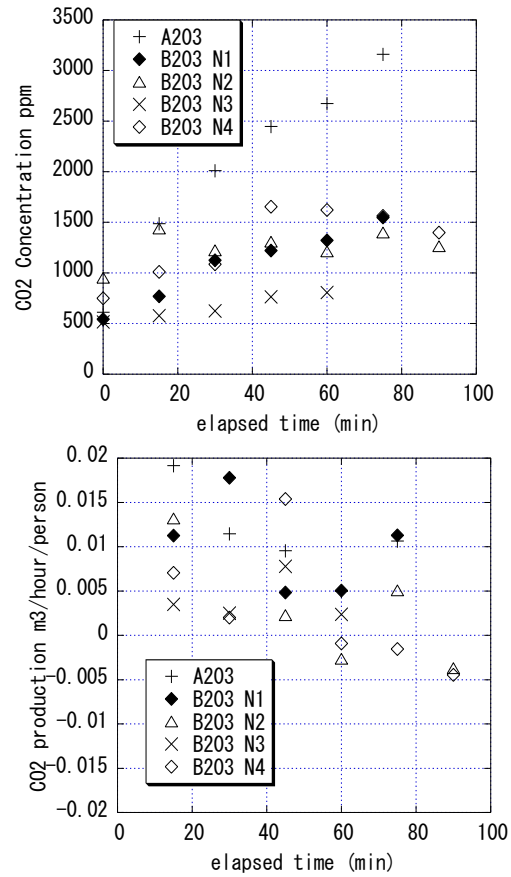 3500
3000
2500
2000
1500
1000
500
0
CO2 Concentration ppm
A203
B203 N1
B203 N2
B203 N3
B203 N4
0 20 40 60 80 100
elapsed time (min)
0.02
0.015
0.01
0.005
0
-0.005
-0.01
-0.015
-0.02
CO2 production m3/hour/person
A203
B203 N1
B203 N2
B203 N3
B203 N4
0 20 40 60 80 100
elapsed time (min)